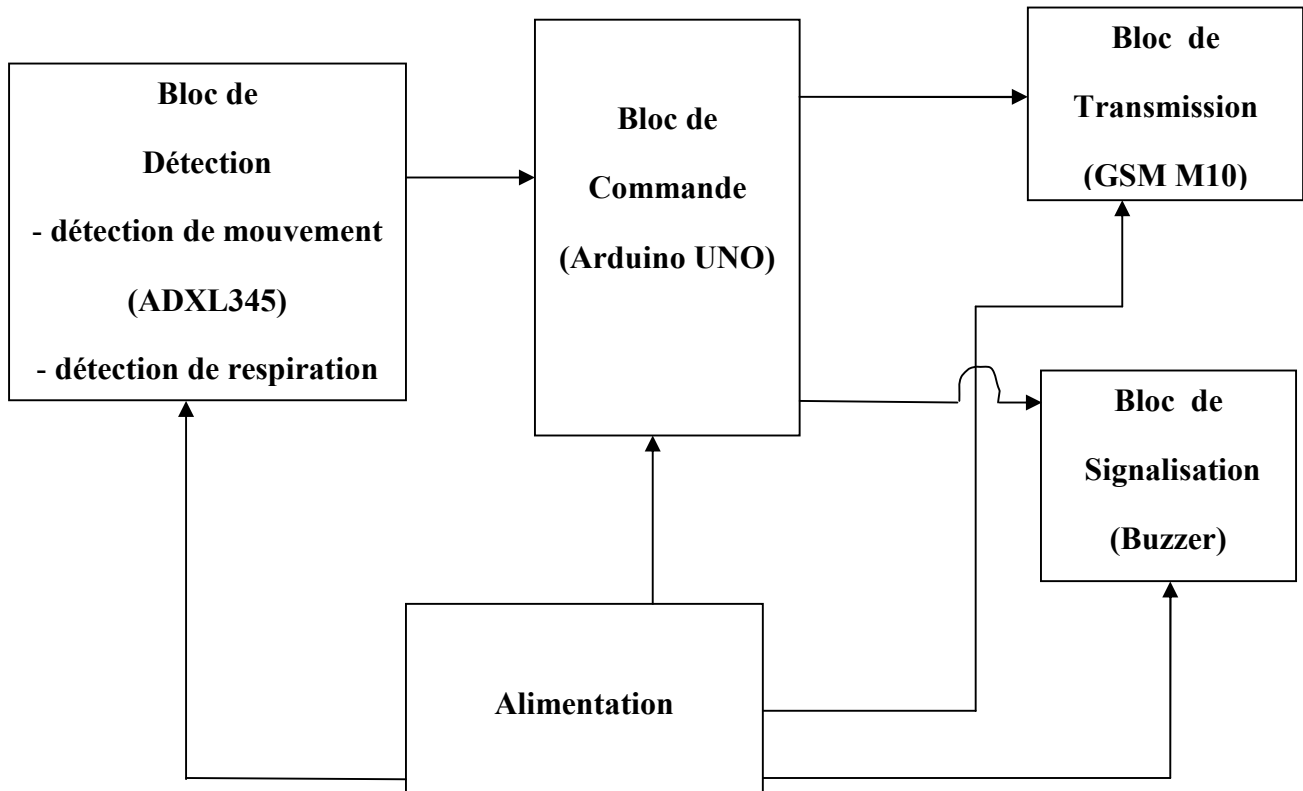 Bloc de
Détection
- détection de mouvement
(ADXL345)
- détection de respiration
Bloc de
Commande
(Arduino UNO)
Bloc de
Transmission
(GSM M10)
Bloc de
Signalisation
(Buzzer)
Alimentation